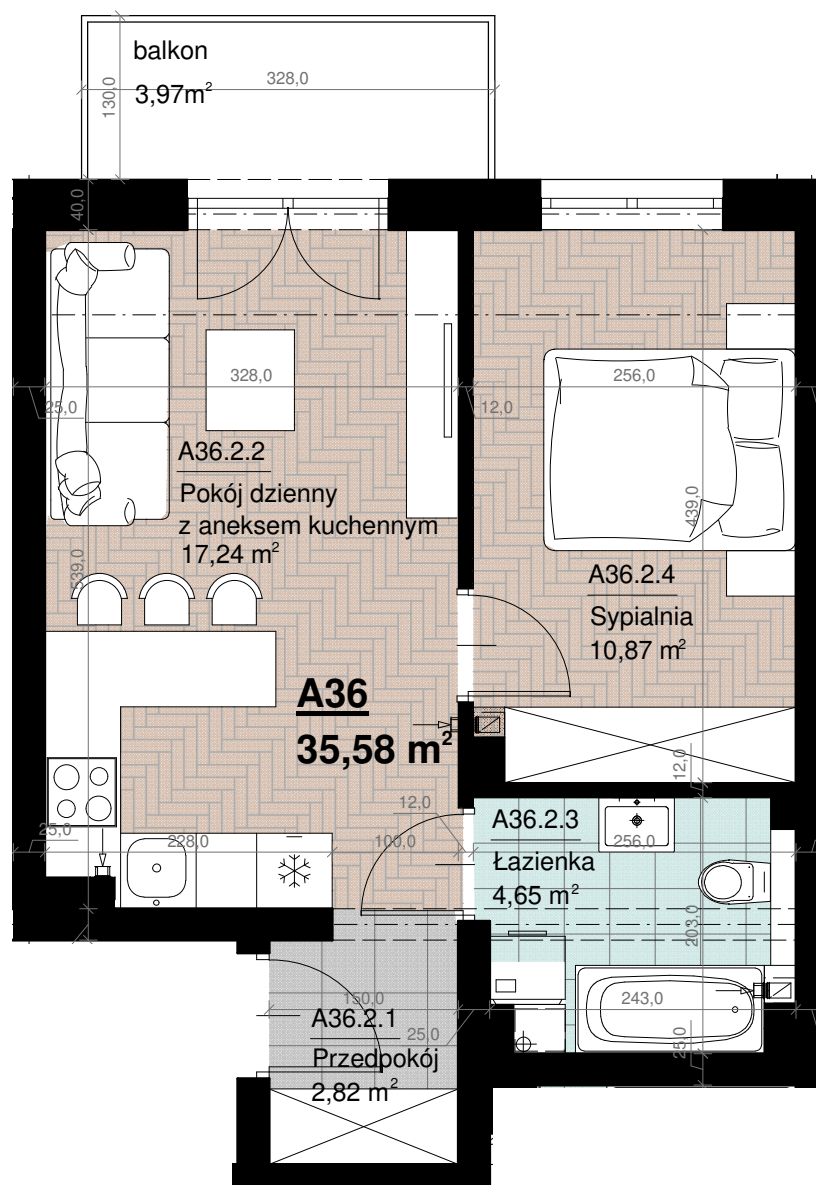 balkon
3,97m²
328,0
130,0
40,0
328,0
256,0
25,0
12,0
A36.2.2
Pokój dzienny
z aneksem kuchennym
17,24 m²
439,0
539,0
A36.2.4
Sypialnia
10,87 m²
A36
35,58 m²
12,0
12,0
A36.2.3
25,0
228,0
100,0
256,0
Łazienka
4,65 m²
203,0
150,0
243,0
A36.2.1
25,0
25,0
Przedpokój
2,82 m²